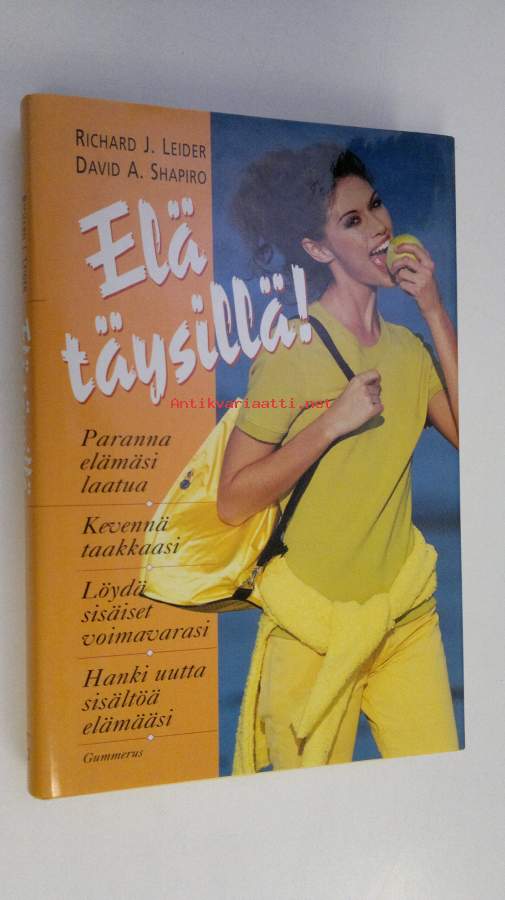 RICHARD J. LEIDER
DAVID A. SHAPIRO
Elä
täysillä!
Antikvariaatti.net
Paranna
elämäsi
laatua
Kevennä
taakkaasi
Löydä
sisäiset
voimavarasi
Hanki uutta
sisältöä
elämääsi
Gummerus